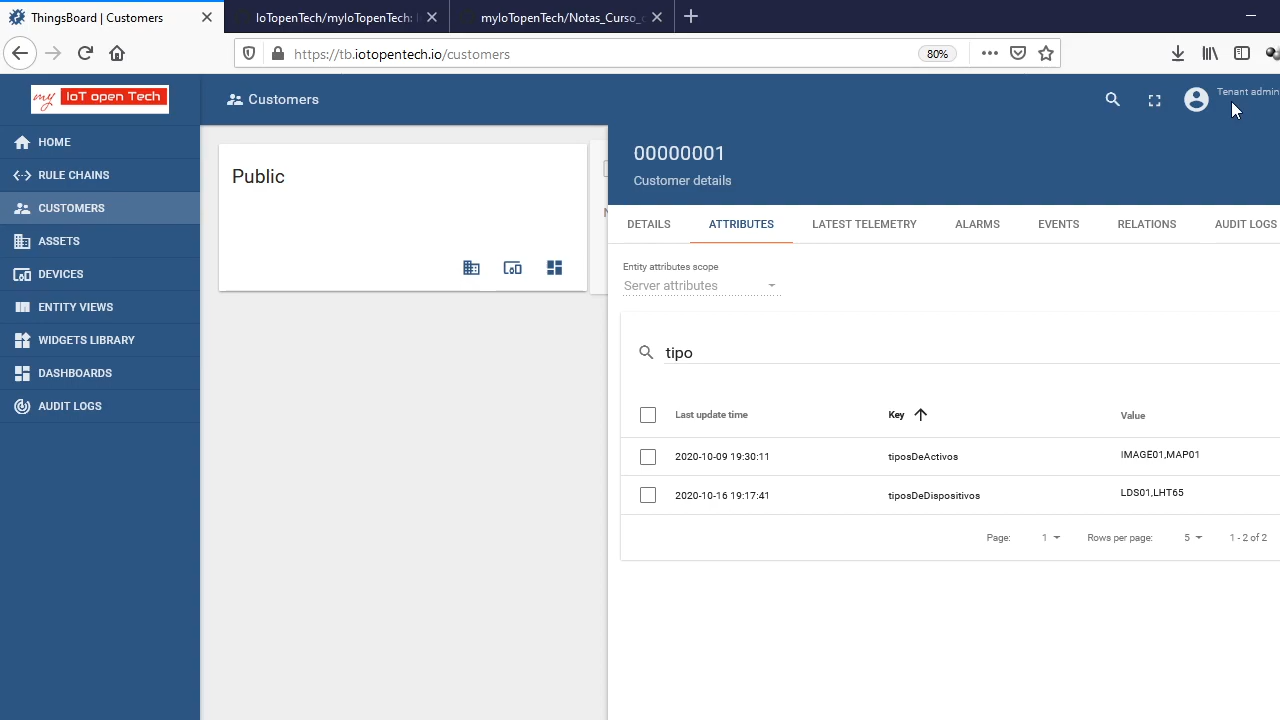 ThingsBoard | Customers
IoTopenTech/myIoTopenTech:
myIoTopenTech/Notas_Curso_
https://tb.iotopentech.io/customers
80%
my IoT open Tech
Customers
Tenant admin
HOME
RULE CHAINS
CUSTOMERS
ASSETS
DEVICES
ENTITY VIEWS
WIDGETS LIBRARY
DASHBOARDS
AUDIT LOGS
Public
00000001
Customer details
DETAILS
ATTRIBUTES
LATEST TELEMETRY
ALARMS
EVENTS
RELATIONS
AUDIT LOGS
Entity attributes scope
Server attributes
tipo
Last update time Key Value
2020-10-09 19:30:11 tiposDeActivos IMAGE01,MAP01
2020-10-16 19:17:41 tiposDeDispositivos LDS01,LHT65
Page: 1 Rows per page: 5 1 - 2 of 2